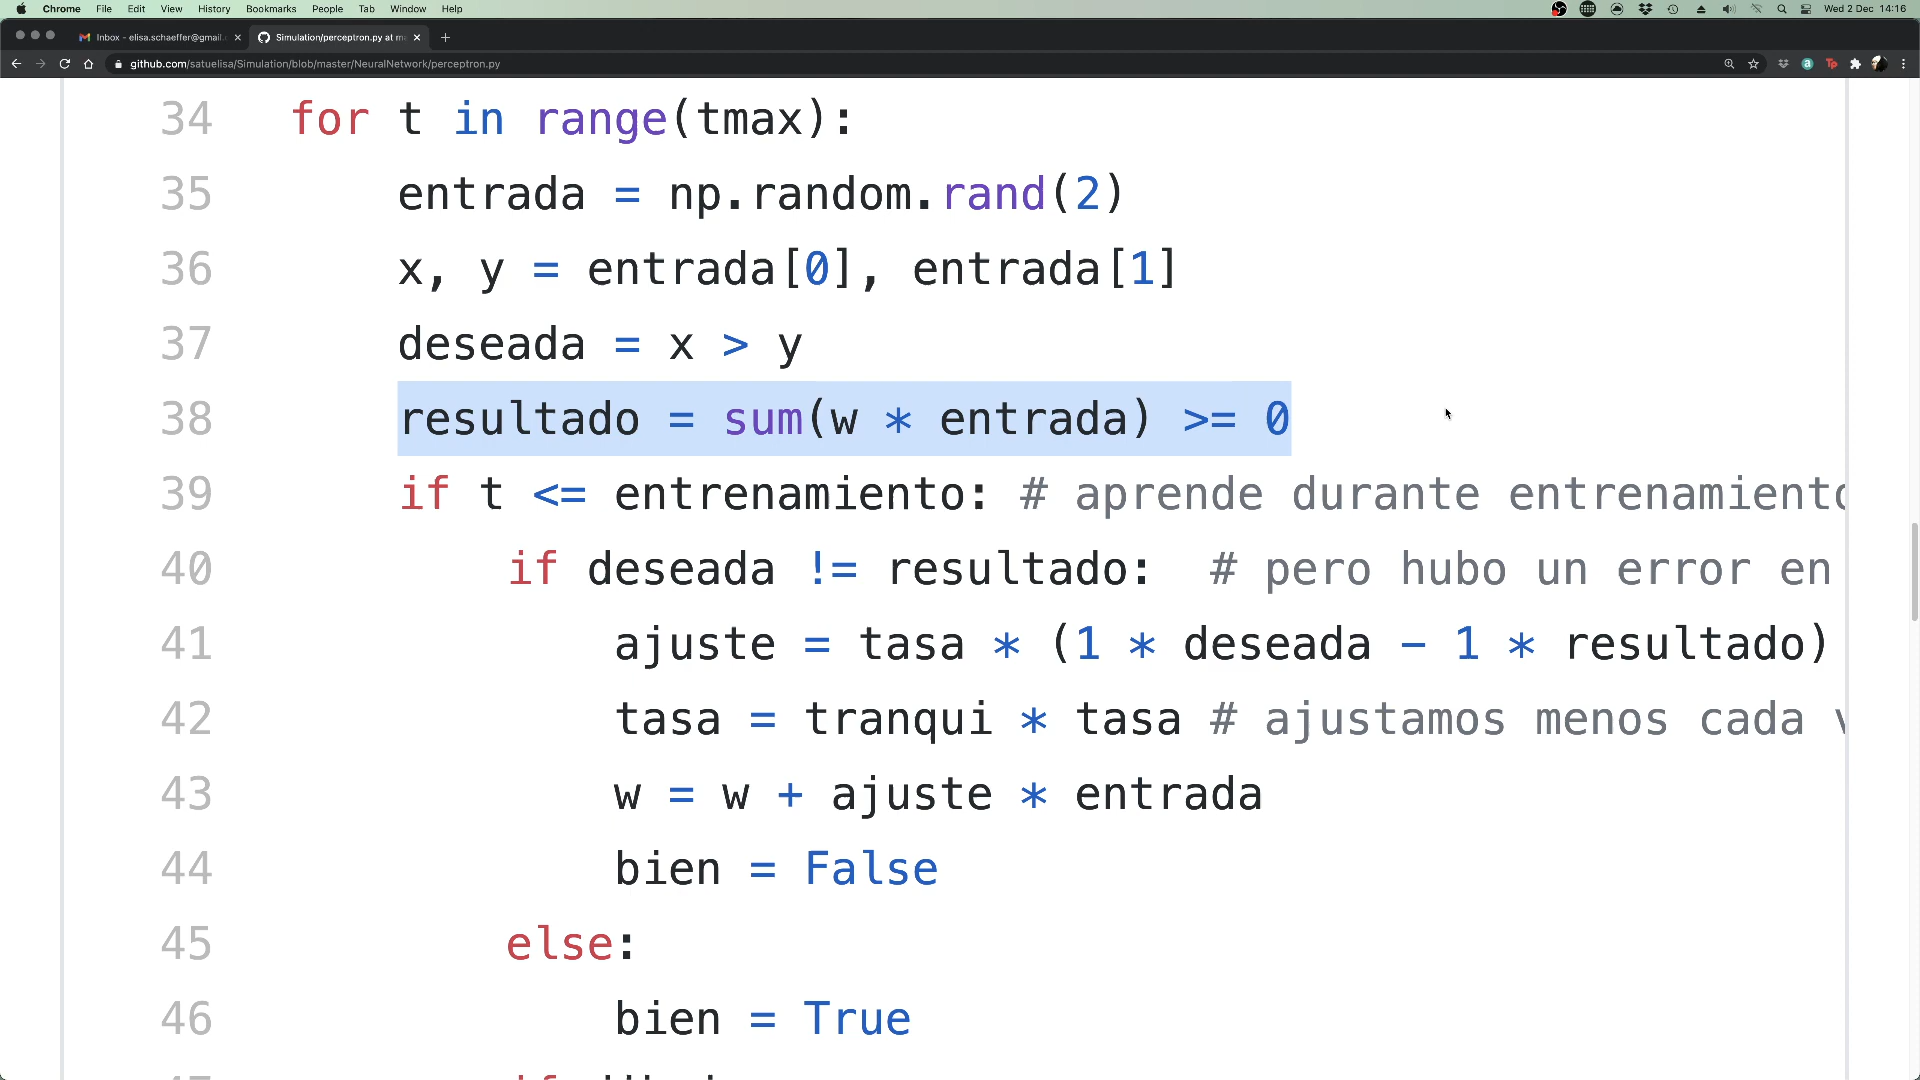 Chrome File Edit View History Bookmarks People Tab Window Help Wed 2 Dec 14:16
Inbox - elisa.schaeffer@gmail. Simulation/perceptron.py at m
github.com/satuelisa/Simulation/blob/master/NeuralNetwork/perceptron.py
34 for t in range(tmax):
35 entrada = np.random.rand(2)
36 x, y = entrada[0], entrada[1]
37 deseada = x > y
38 resultado = sum(w * entrada) >= 0
39 if t <= entrenamiento: # aprende durante entrenamiento
40 if deseada != resultado: # pero hubo un error en
41 ajuste = tasa * (1 * deseada - 1 * resultado)
42 tasa = tranqui * tasa # ajustamos menos cada v
43 w = w + ajuste * entrada
44 bien = False
45 else:
46 bien = True